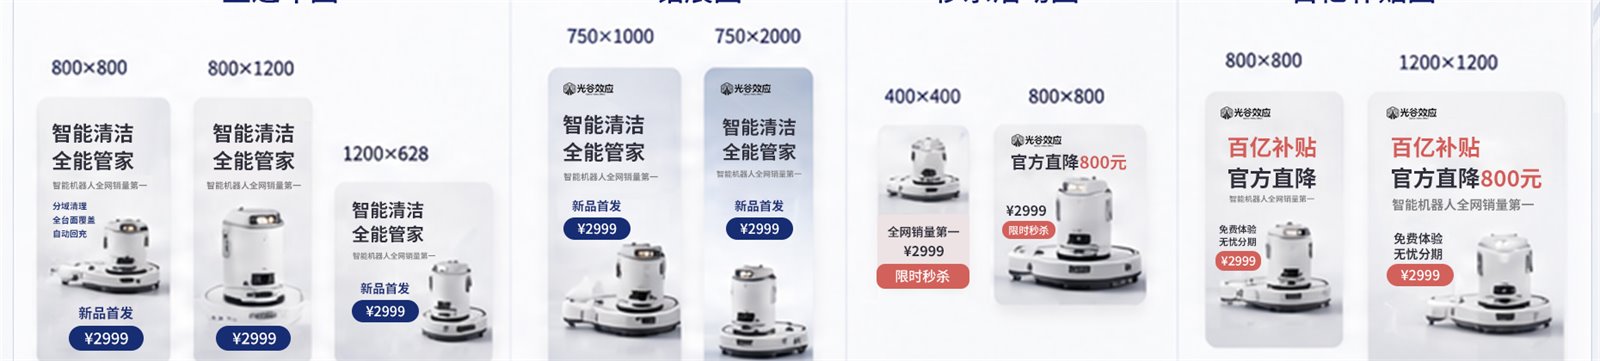 800×800
智能清洁
全能管家
智能机器人全网销量第一
分域清理
全台面覆盖
自动回充
新品首发
¥2999
800×1200
智能清洁
全能管家
智能机器人全网销量第一
¥2999
1200×628
智能清洁
全能管家
智能机器人全网销量第一
新品首发
¥2999
750×1000
光谷效应
智能清洁
全能管家
智能机器人全网销量第一
新品首发
¥2999
750×2000
光谷效应
智能清洁
全能管家
智能机器人全网销量第一
新品首发
¥2999
400×400
全网销量第一
¥2999
限时秒杀
800×800
光谷效应
官方直降800元
¥2999
限时秒杀
800×800
光谷效应
百亿补贴
官方直降
智能机器人全网销量第一
免费体验
无忧分期
¥2999
1200×1200
光谷效应
百亿补贴
官方直降800元
智能机器人全网销量第一
免费体验
无忧分期
¥2999